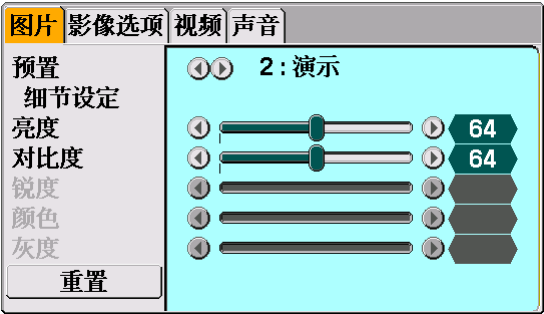 图片 影像选项 视频 声音
预置 2:演示
细节设定
亮度 64
对比度 64
锐度
颜色
灰度
重置